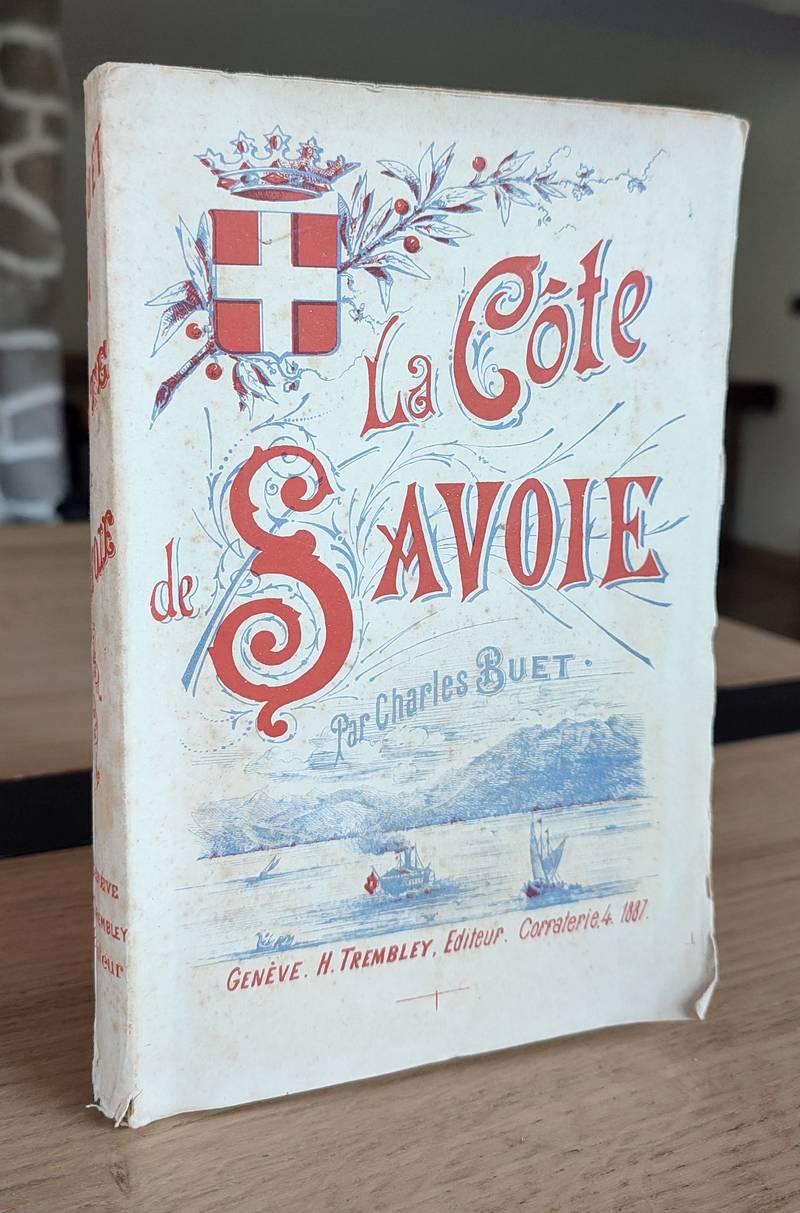 La Côte
de SAVOIE
Par Charles BUET.
GENÈVE. H. TREMBLEY, Editeur. Corraterie. 4. 1887.